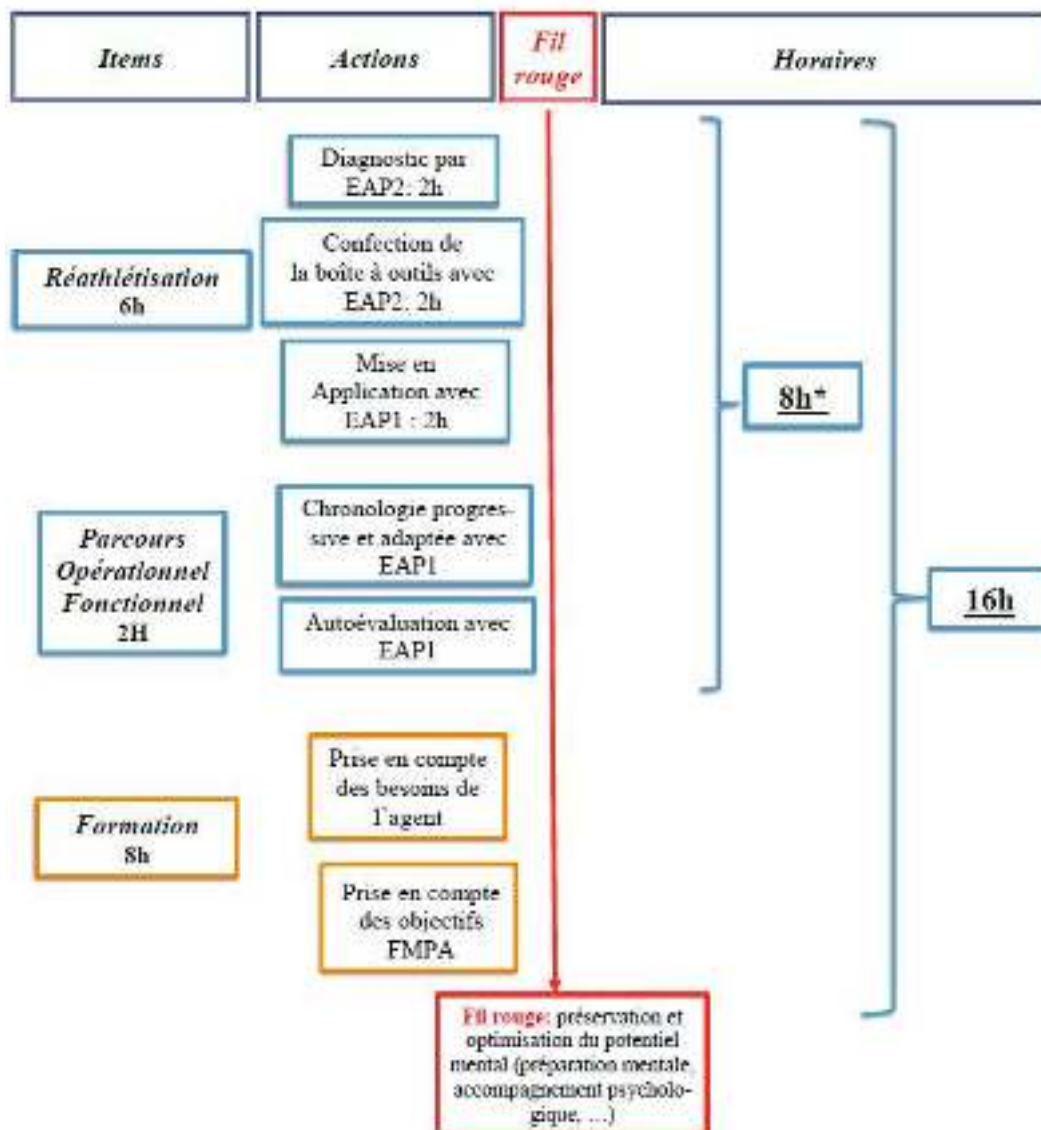 Items
Actions
Fil
rouge
Horaires
Diagnostic par
EAP2: 2h
Confection de
la boîte à outils avec
EAP2: 2h
Réathlétisation
6h
Mise en
Application avec
EAP1 : 2h
8h*
Chronologie progres-
sive et adaptée avec
EAP1
Parcours
Opérationnel
Fonctionnel
2H
Autoévaluation avec
EAP1
16h
Prise en compte
des besoins de
l'agent
Formation
8h
Prise en compte
des objectifs
FMPA
Fil rouge: préservation et
optimisation du potentiel
mental (préparation mentale,
accompagnement psycholo-
gique, …)